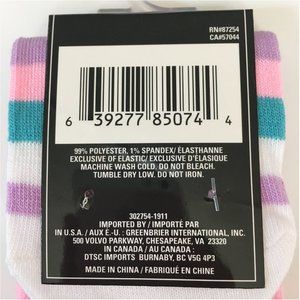 RN#87254
CA#57044
6 39277 85074 4
99% POLYESTER, 1% SPANDEX/ ÉLASTHANNE
EXCLUSIVE OF ELASTIC/ EXCLUSIVE D'ELASIQUE
MACHINE WASH COLD. DO NOT BLEACH.
TUMBLE DRY LOW. DO NOT IRON.
302754-1911
IMPORTED BY / IMPORTÉ PAR
IN U.S.A./ AUX É.-U. : GREENBRIER INTERNATIONAL, INC.
500 VOLVO PARKWAY, CHESAPEAKE, VA 23320
IN CANADA / AU CANADA :
DTSC IMPORTS BURNABY, BC V5G 4P3
MADE IN CHINA / FABRIQUÉ EN CHINE